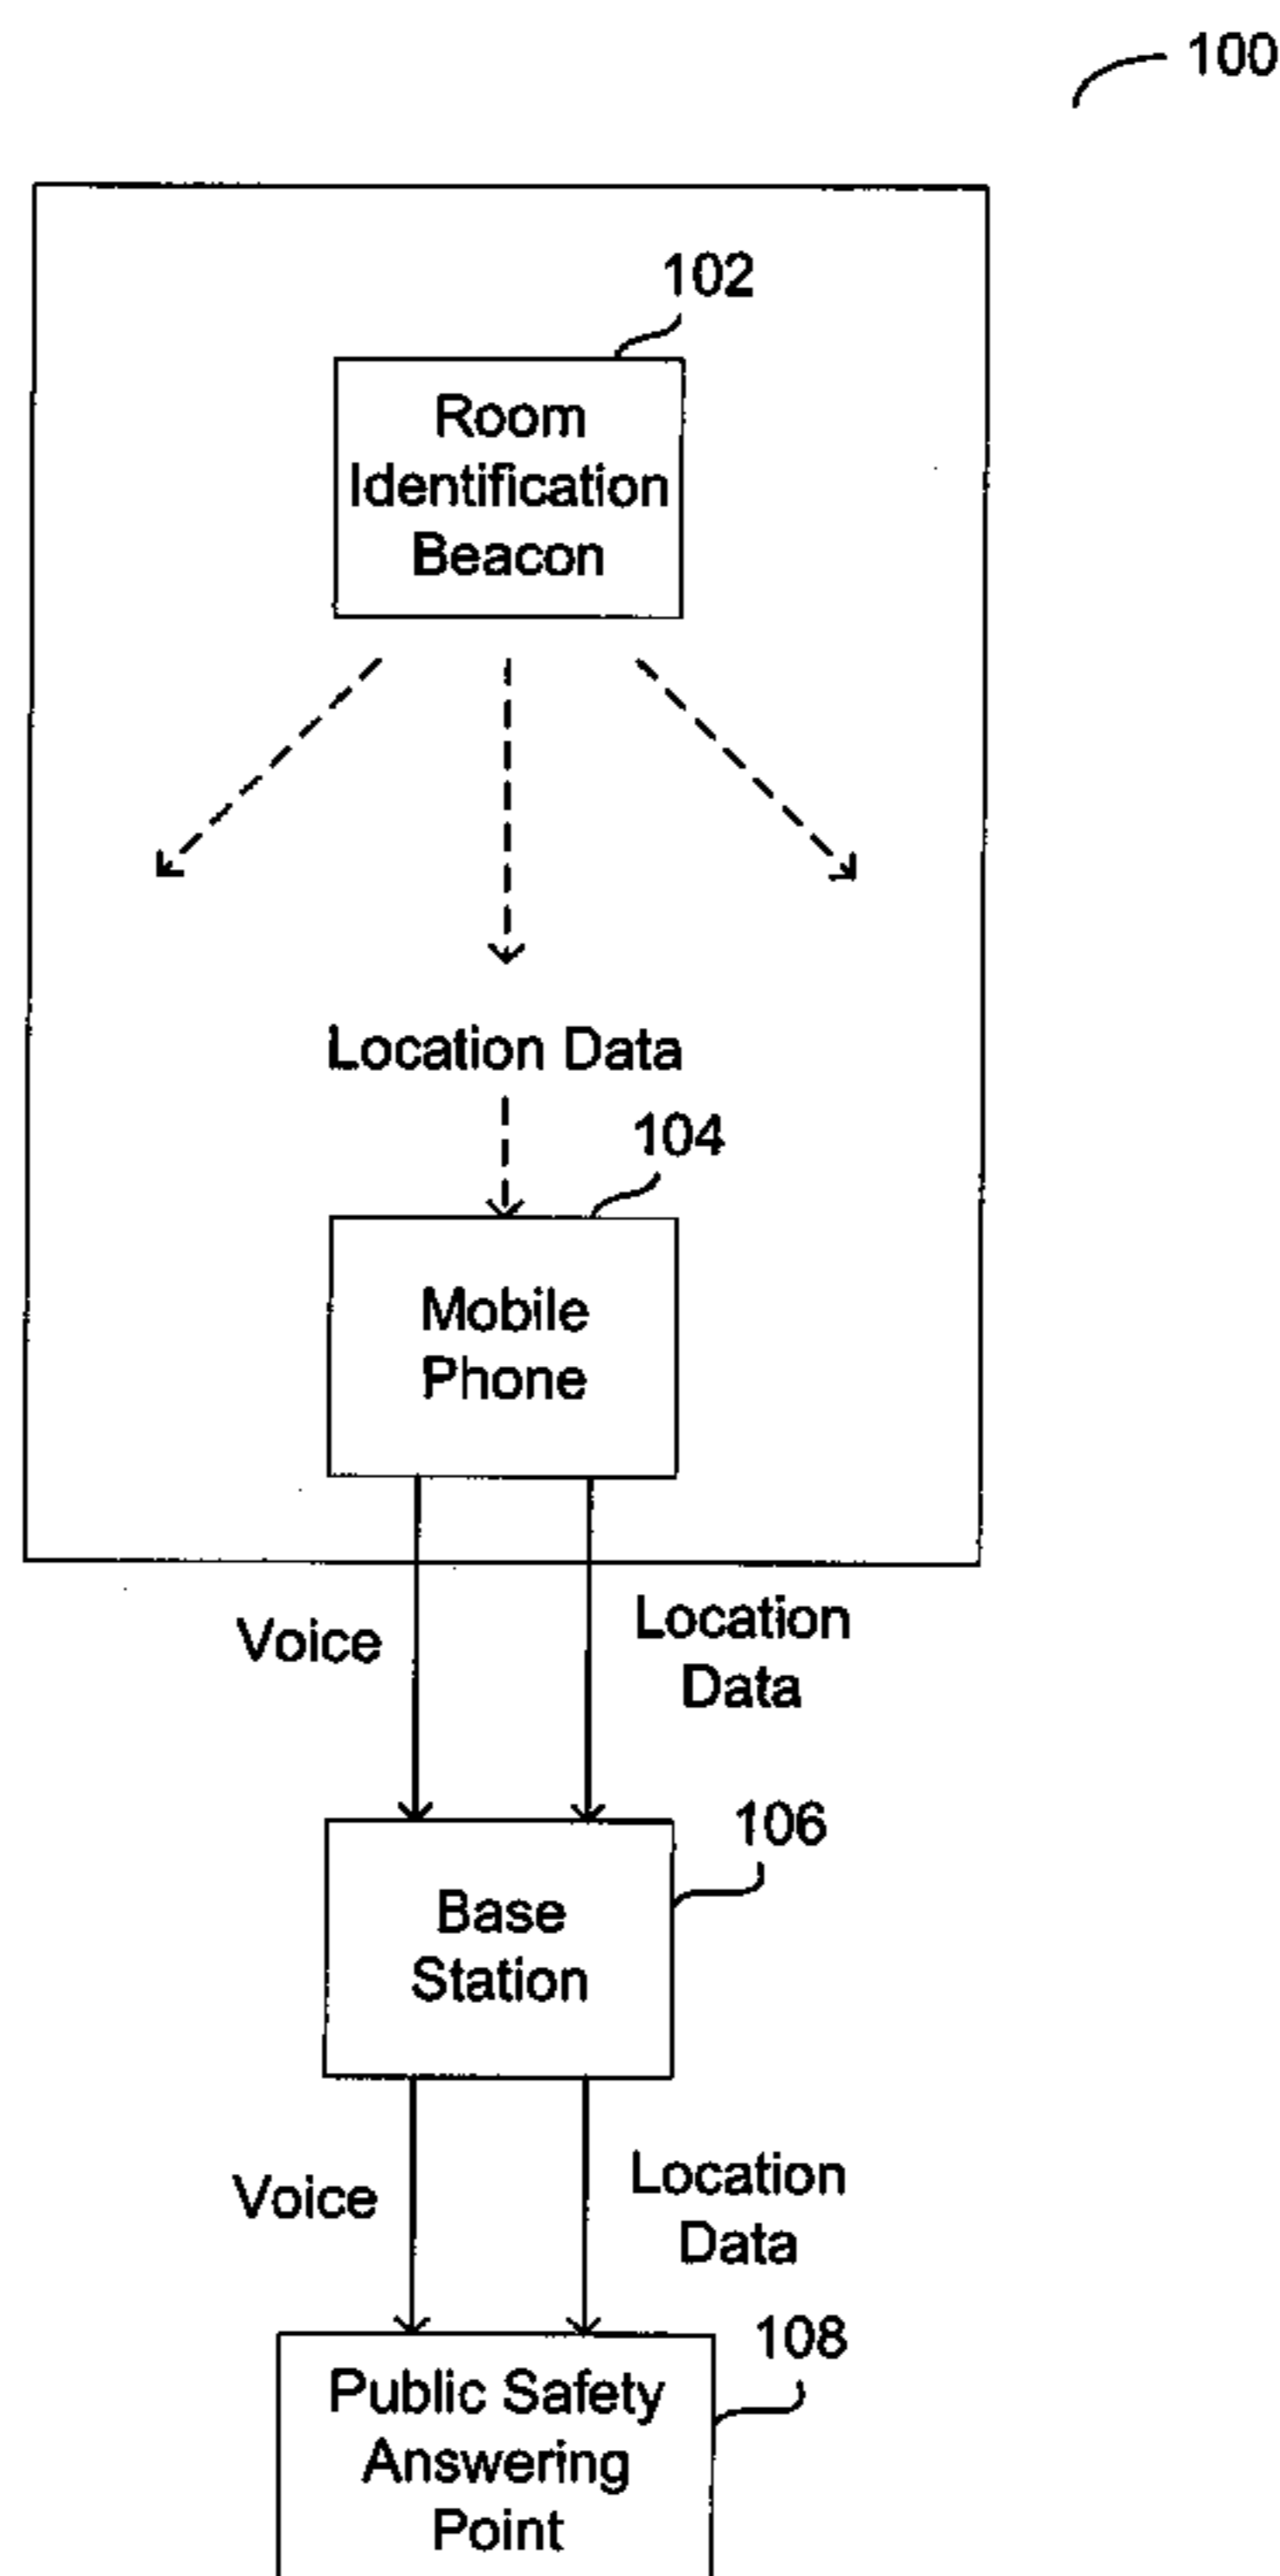 100
102
Room
Identification
Beacon
Location Data
104
Mobile
Phone
Voice
Location
Data
106
Base
Station
Voice
Location
Data
108
Public Safety
Answering
Point